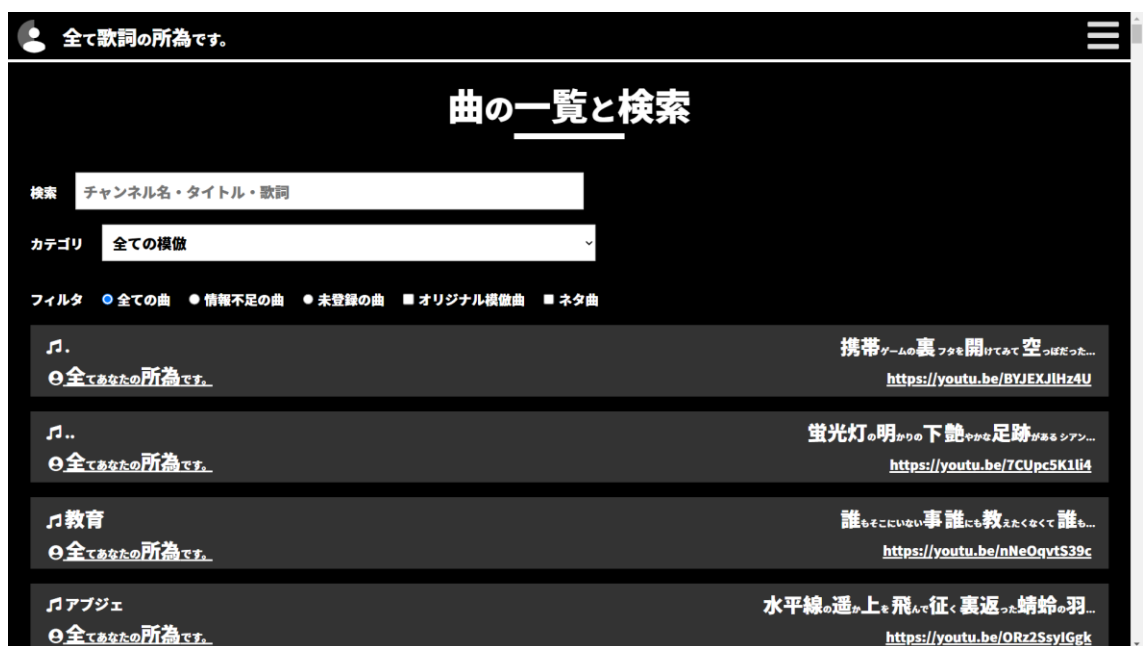 全て歌詞の所為です。
曲の一覧と検索
検索 チャンネル名・タイトル・歌詞
カテゴリ 全ての模倣
フィルタ 全ての曲 情報不足の曲 未登録の曲 オリジナル模倣曲 ネタ曲
♫. 携帯ゲームの裏フタを開けてみて空っぽだった...
全てあなたの所為です。 https://youtu.be/BYJEXJlHz4U
♫.. 蛍光灯の明かりの下艶やかな足跡があるシアン...
全てあなたの所為です。 https://youtu.be/7CUpc5K1li4
♫教育 誰もそこにいない事誰にも教えたくなくて誰も...
全てあなたの所為です。 https://youtu.be/nNeOqvtS39c
♫アブジェ 水平線の遥か上を飛んで征く裏返った蜻蛉の羽...
全てあなたの所為です。 https://youtu.be/ORz2SsyIGgk